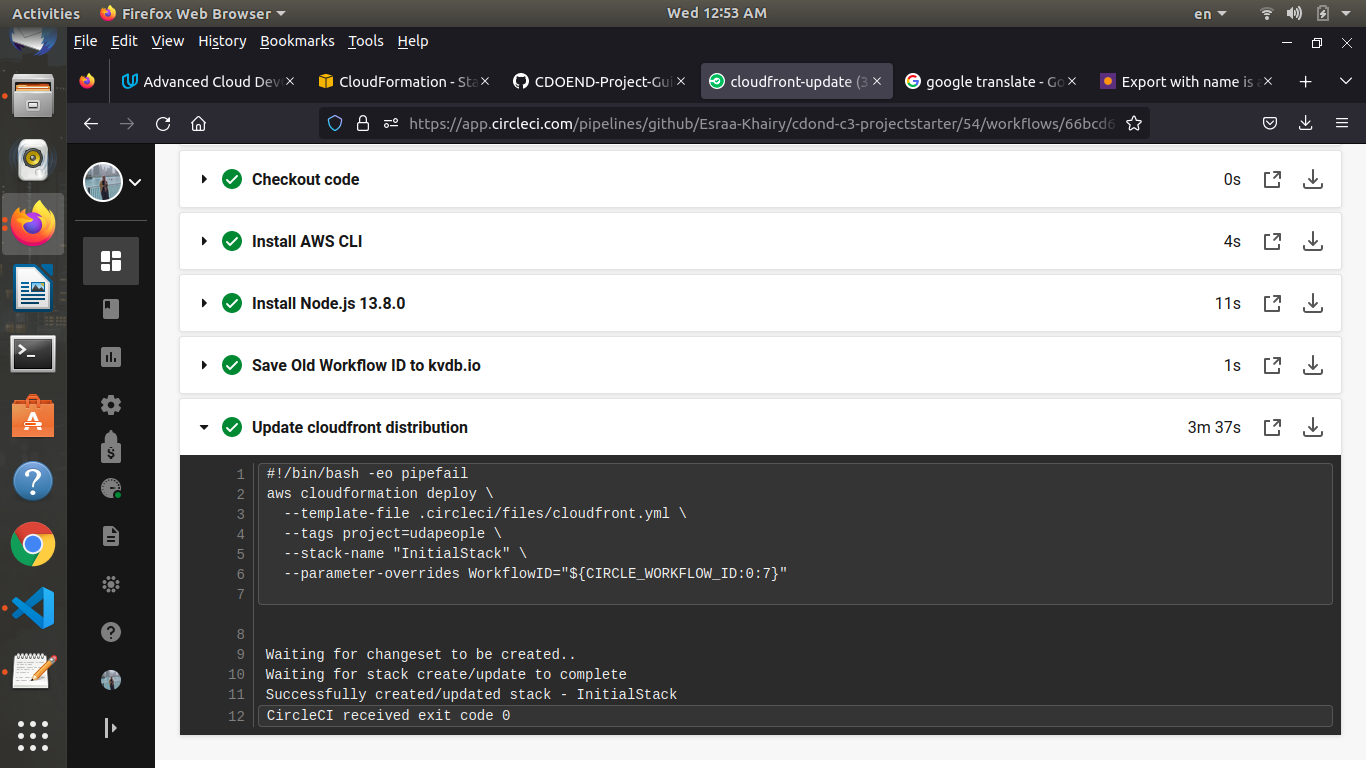 Activities Firefox Web Browser Wed 12:53 AM en
File Edit View History Bookmarks Tools Help
Advanced Cloud Dev CloudFormation - Sta CDOEND-Project-Gui cloudfront-update (3 google translate - Go Export with name is a
https://app.circleci.com/pipelines/github/Esraa-Khairy/cdond-c3-projectstarter/54/workflows/66bcd6
Checkout code 0s
Install AWS CLI 4s
Install Node.js 13.8.0 11s
Save Old Workflow ID to kvdb.io 1s
Update cloudfront distribution 3m 37s
1 #!/bin/bash -eo pipefail
2 aws cloudformation deploy \
3 --template-file .circleci/files/cloudfront.yml \
4 --tags project=udapeople \
5 --stack-name "InitialStack" \
6 --parameter-overrides WorkflowID="${CIRCLE_WORKFLOW_ID:0:7}"
7
8
9 Waiting for changeset to be created..
10 Waiting for stack create/update to complete
11 Successfully created/updated stack - InitialStack
12 CircleCI received exit code 0